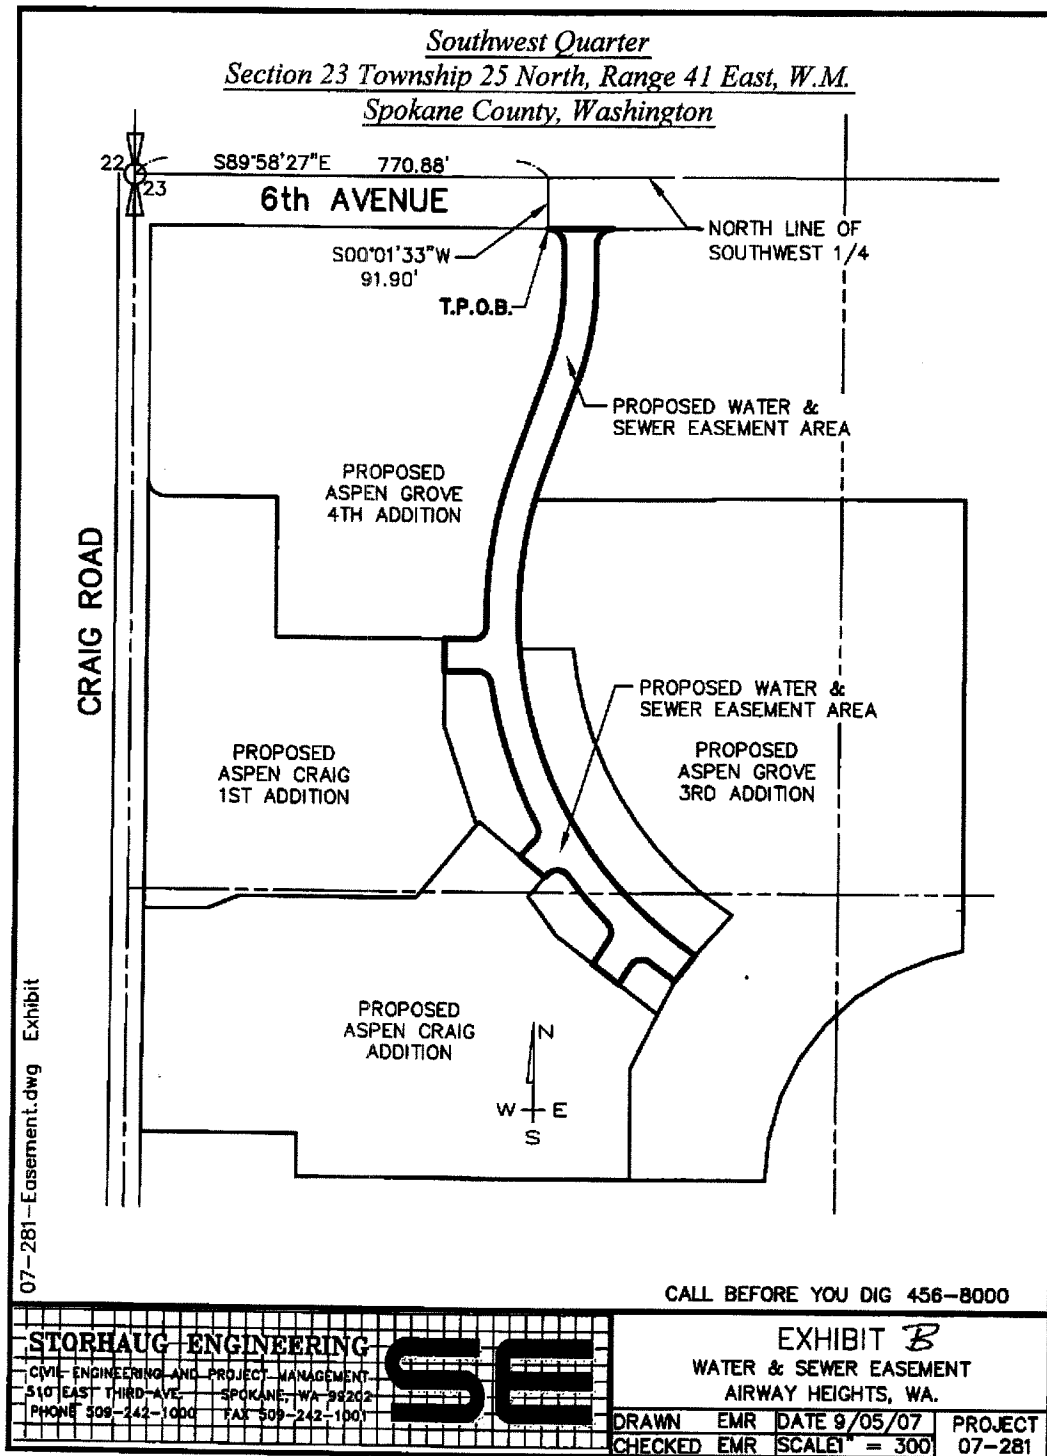 Southwest Quarter
Section 23 Township 25 North, Range 41 East, W.M.
Spokane County, Washington
22
23
S89°58'27"E 770.88'
6th AVENUE
NORTH LINE OF
SOUTHWEST 1/4
S00°01'33"W
91.90'
T.P.O.B.
PROPOSED WATER &
SEWER EASEMENT AREA
PROPOSED
ASPEN GROVE
4TH ADDITION
CRAIG ROAD
PROPOSED WATER &
SEWER EASEMENT AREA
PROPOSED
ASPEN CRAIG
1ST ADDITION
PROPOSED
ASPEN GROVE
3RD ADDITION
PROPOSED
ASPEN CRAIG
ADDITION
N
W E
S
07-281-Easement.dwg Exhibit
CALL BEFORE YOU DIG 456-8000
STORHAUG ENGINEERING
CIVIL ENGINEERING AND PROJECT MANAGEMENT
510 EAST THIRD AVE. SPOKANE, WA 99202
PHONE 509-242-1000 FAX 509-242-1001
SE
EXHIBIT B
WATER & SEWER EASEMENT
AIRWAY HEIGHTS, WA.
DRAWN EMR DATE 9/05/07 PROJECT
CHECKED EMR SCALE1" = 300 07-281